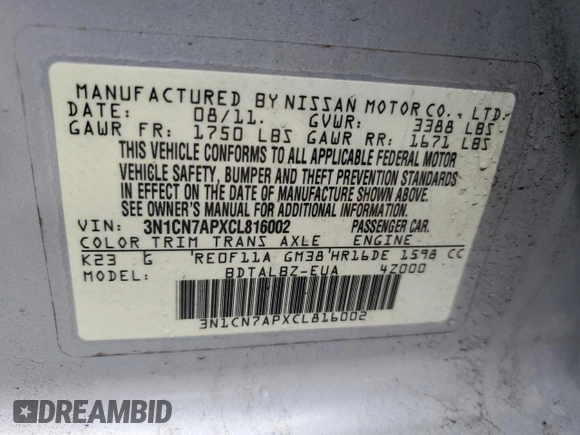 MANUFACTURED BY NISSAN MOTOR CO., LTD.
DATE: 08/11. GVWR: 3388 LBS
GAWR FR: 1750 LBS GAWR RR: 1671 LBS
THIS VEHICLE CONFORMS TO ALL APPLICABLE FEDERAL MOTOR
VEHICLE SAFETY, BUMPER AND THEFT PREVENTION STANDARDS
IN EFFECT ON THE DATE OF MANUFACTURE SHOWN ABOVE.
SEE OWNER'S MANUAL FOR ADDITIONAL INFORMATION.
VIN: 3N1CN7APXCL816002 PASSENGER CAR.
COLOR TRIM TRANS AXLE ENGINE
K23 G 'RE0F11A GM38'HR16DE 1598 CC
MODEL: BDTALBZ-EUA 4Z000
3N1CN7APXCL816002
DREAMBID